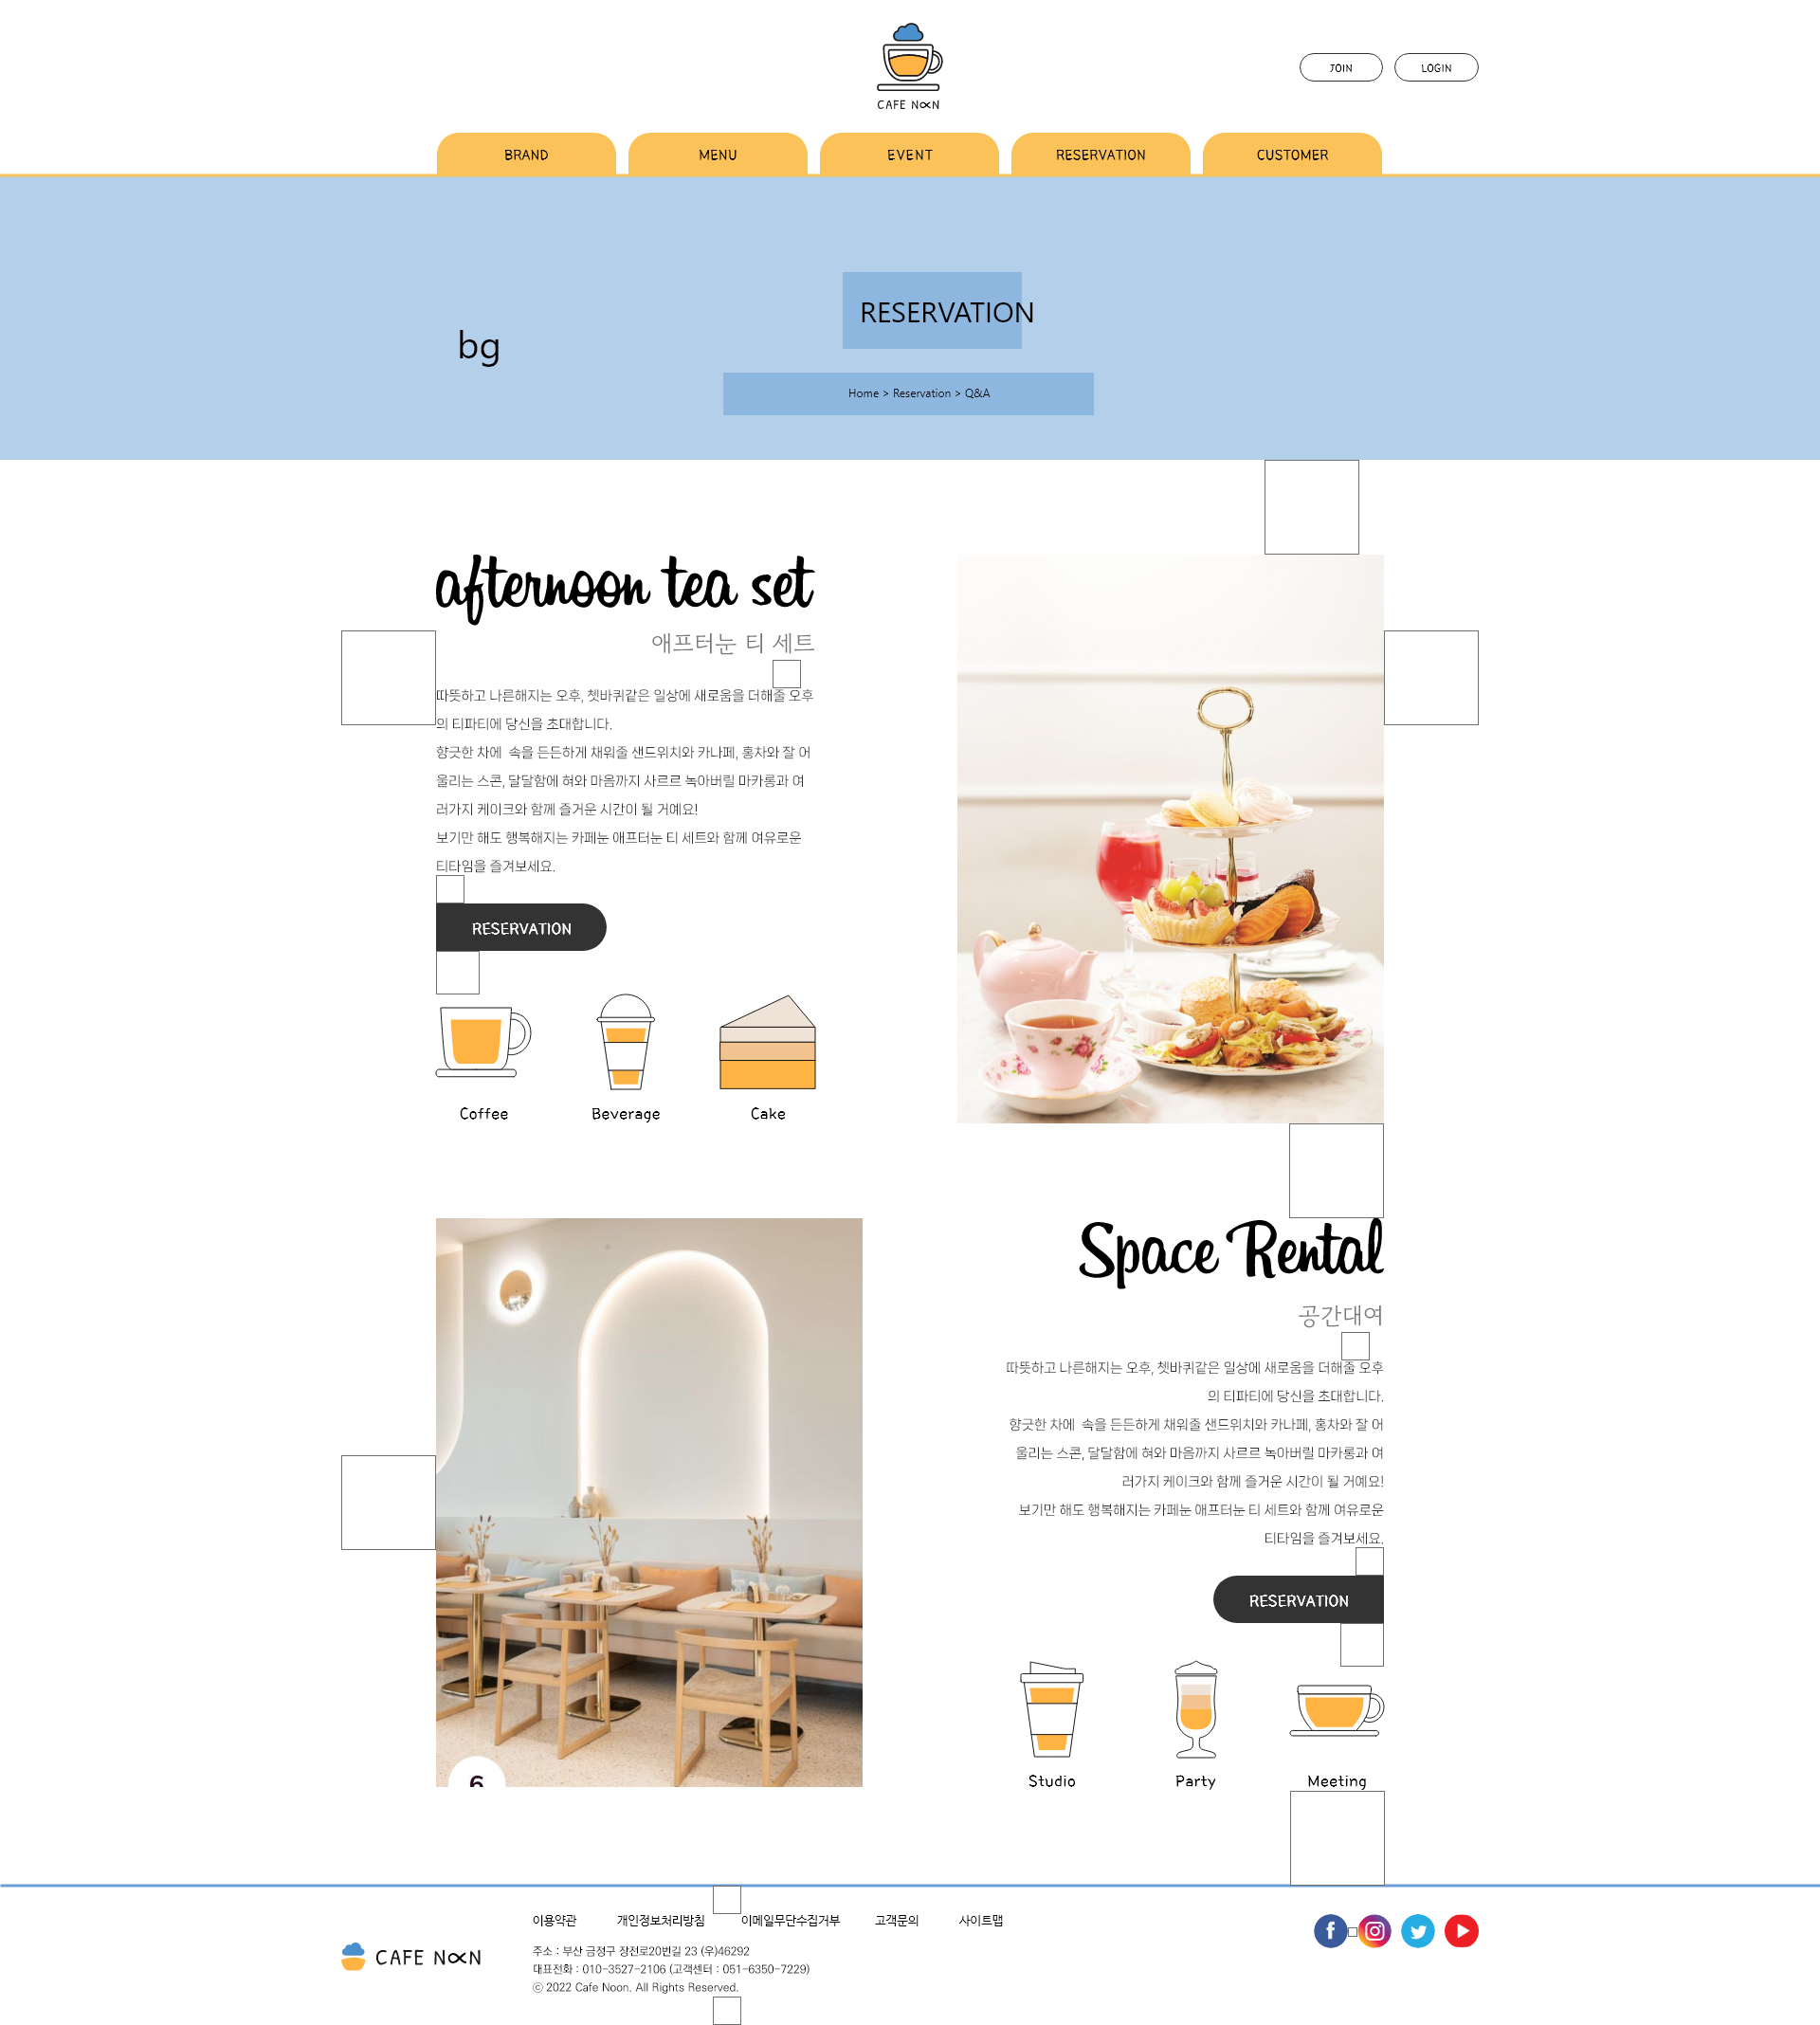 CAFE NOON
JOIN
LOGIN
BRAND
MENU
EVENT
RESERVATION
CUSTOMER
RESERVATION
bg
Home > Reservation > Q&A
afternoon tea set
애프터눈 티 세트
따뜻하고 나른해지는 오후, 쳇바퀴같은 일상에 새로움을 더해줄 오후
의 티파티에 당신을 초대합니다.
향긋한 차에 속을 든든하게 채워줄 샌드위치와 카나페, 홍차와 잘 어
울리는 스콘, 달달함에 혀와 마음까지 사르르 녹아버릴 마카롱과 여
러가지 케이크와 함께 즐거운 시간이 될 거예요!
보기만 해도 행복해지는 카페눈 애프터눈 티 세트와 함께 여유로운
티타임을 즐겨보세요.
RESERVATION
Coffee
Beverage
Cake
Space Rental
공간대여
따뜻하고 나른해지는 오후, 쳇바퀴같은 일상에 새로움을 더해줄 오후
의 티파티에 당신을 초대합니다.
향긋한 차에 속을 든든하게 채워줄 샌드위치와 카나페, 홍차와 잘 어
울리는 스콘, 달달함에 혀와 마음까지 사르르 녹아버릴 마카롱과 여
러가지 케이크와 함께 즐거운 시간이 될 거예요!
보기만 해도 행복해지는 카페눈 애프터눈 티 세트와 함께 여유로운
티타임을 즐겨보세요.
RESERVATION
6
Studio
Party
Meeting
이용약관
개인정보처리방침
이메일무단수집거부
고객문의
사이트맵
CAFE NOON
주소 : 부산 금정구 장전로20번길 23 (우)46292
대표전화 : 010-3527-2106 (고객센터 : 051-6350-7229)
ⓒ 2022 Cafe Noon. All Rights Reserved.